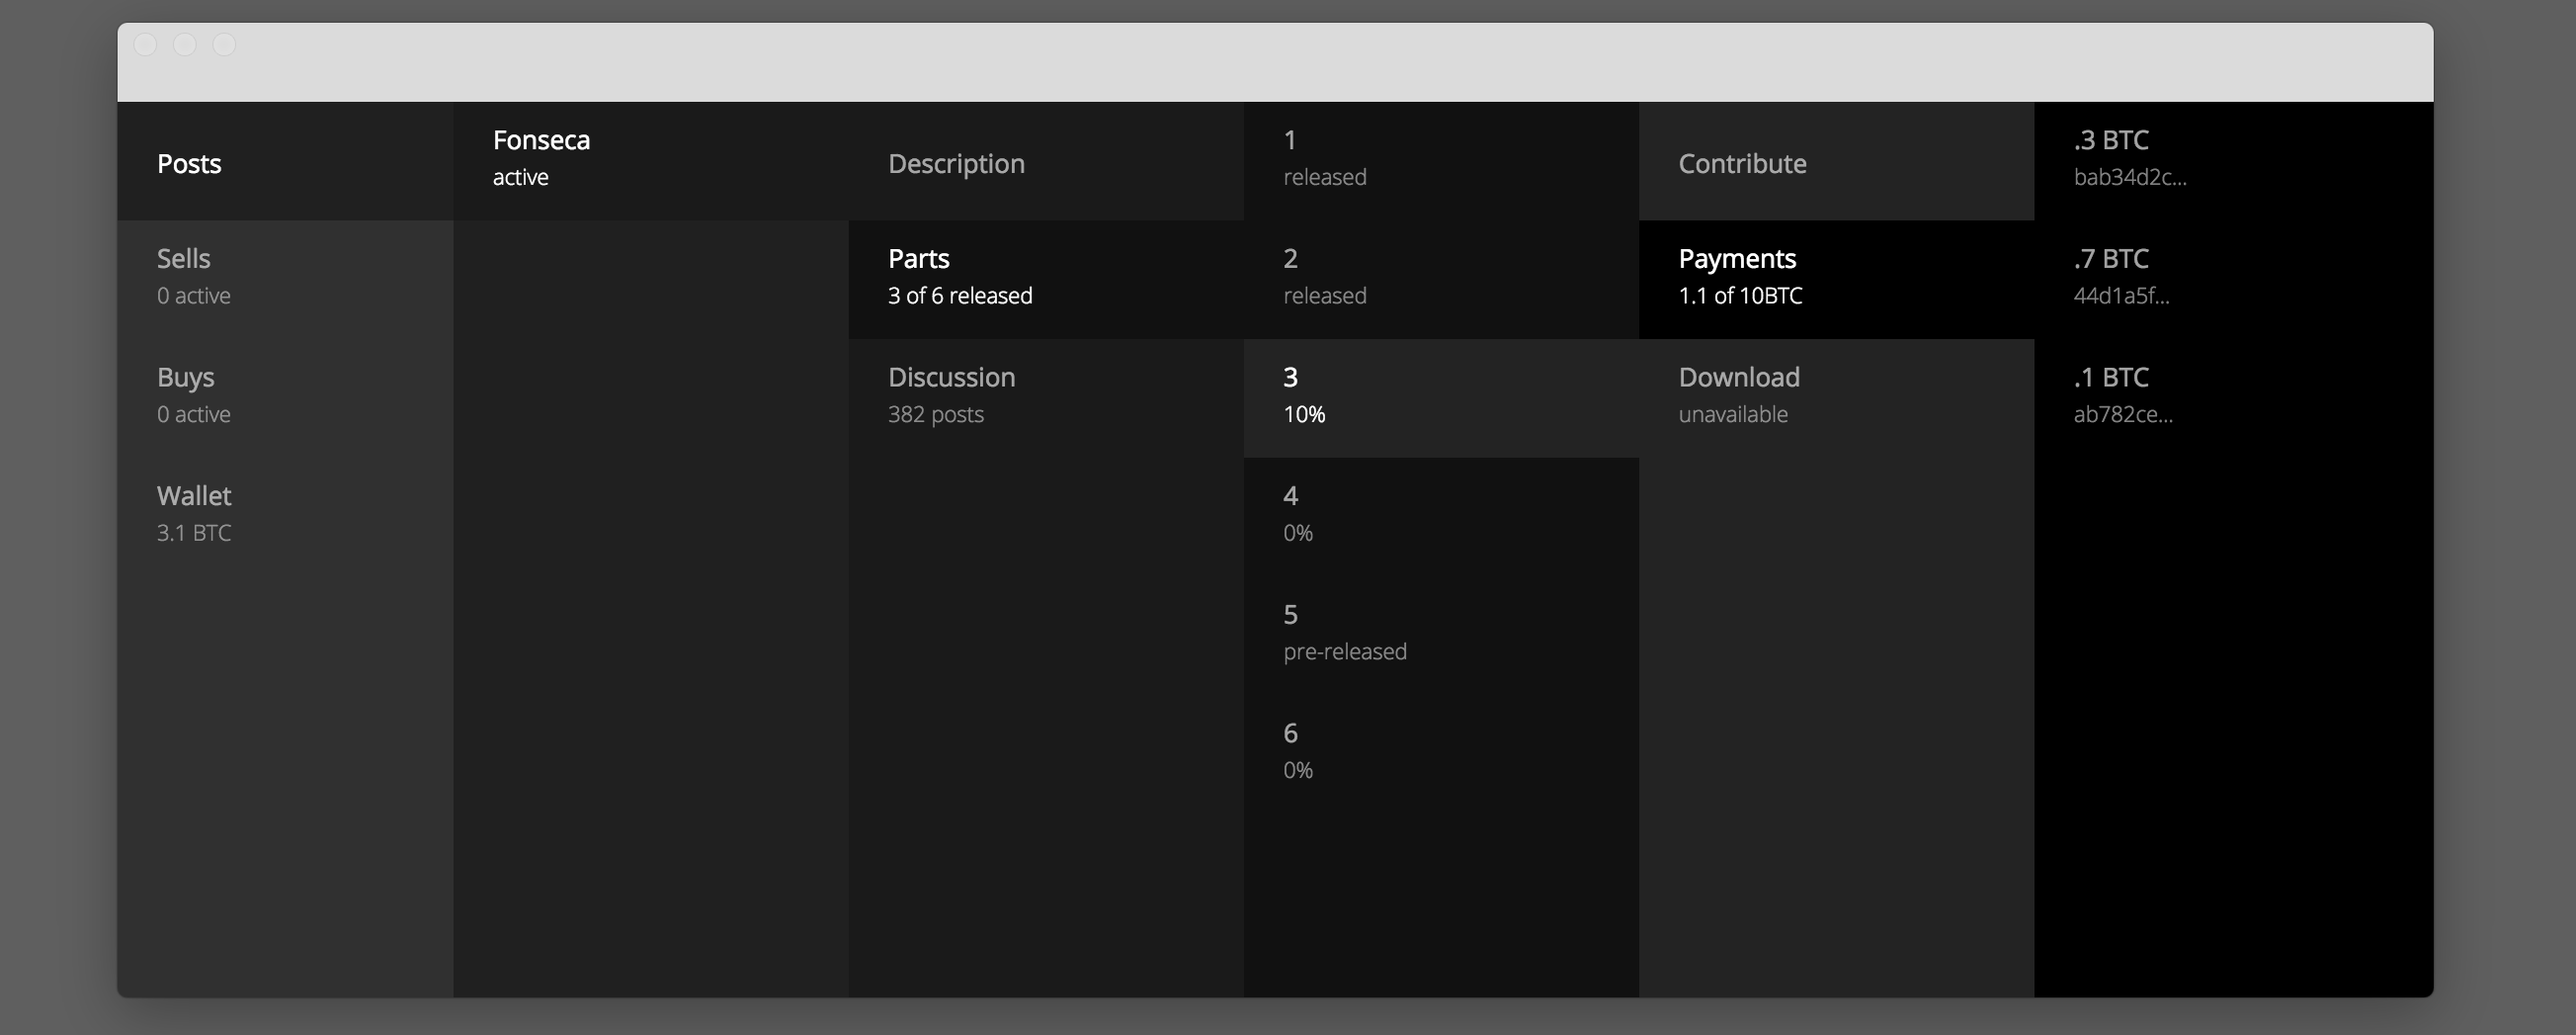 Posts
Sells
0 active
Buys
0 active
Wallet
3.1 BTC
Fonseca
active
Description
Parts
3 of 6 released
Discussion
382 posts
1
released
2
released
3
10%
4
0%
5
pre-released
6
0%
Contribute
Payments
1.1 of 10BTC
Download
unavailable
.3 BTC
bab34d2c...
.7 BTC
44d1a5f...
.1 BTC
ab782ce...